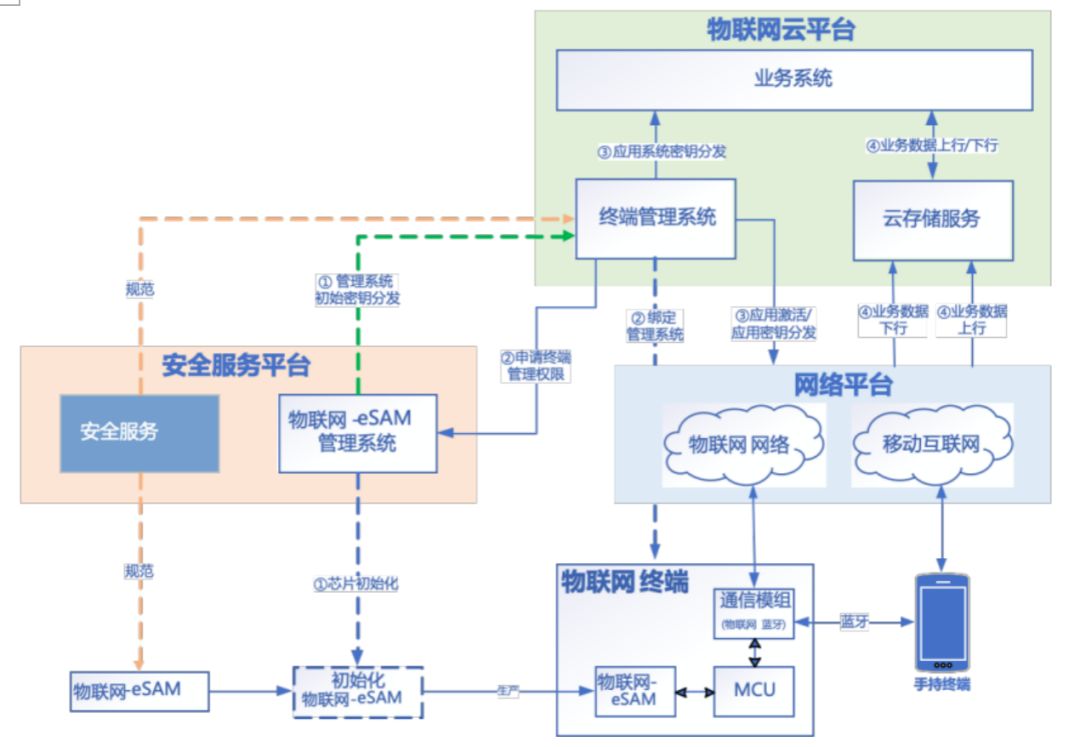 物联网云平台
业务系统
③应用系统密钥分发
④业务数据上行/下行
终端管理系统
云存储服务
规范
① 管理系统
初始密钥分发
②绑定
管理系统
③应用激活/
应用密钥分发
④业务数据
下行
④业务数据
上行
②申请终端
管理权限
安全服务平台
安全服务
物联网 -eSAM
管理系统
网络平台
物联网 网络
移动互联网
规范
①芯片初始化
物联网 终端
通信模组
(物联网 蓝牙)
蓝牙
手持终端
物联网-eSAM
初始化
物联网-eSAM
生产
物联网-
eSAM
MCU